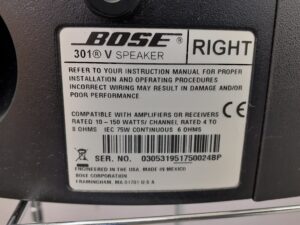 BOSE®
301® V SPEAKER
RIGHT
REFER TO YOUR INSTRUCTION MANUAL FOR PROPER
INSTALLATION AND OPERATING PROCEDURES
INCORRECT WIRING MAY RESULT IN DAMAGE AND/OR
POOR PERFORMANCE.
CE
COMPATIBLE WITH AMPLIFIERS OR RECEIVERS
RATED 10 - 150 WATTS/ CHANNEL RATED 4 TO
8 OHMS IEC 75W CONTINUOUS 6 OHMS
SER. NO. 030531951750024BP
ENGINEERED IN THE USA. MADE IN MEXICO
BOSE CORPORATION
FRAMINGHAM, MA 01701 U S A